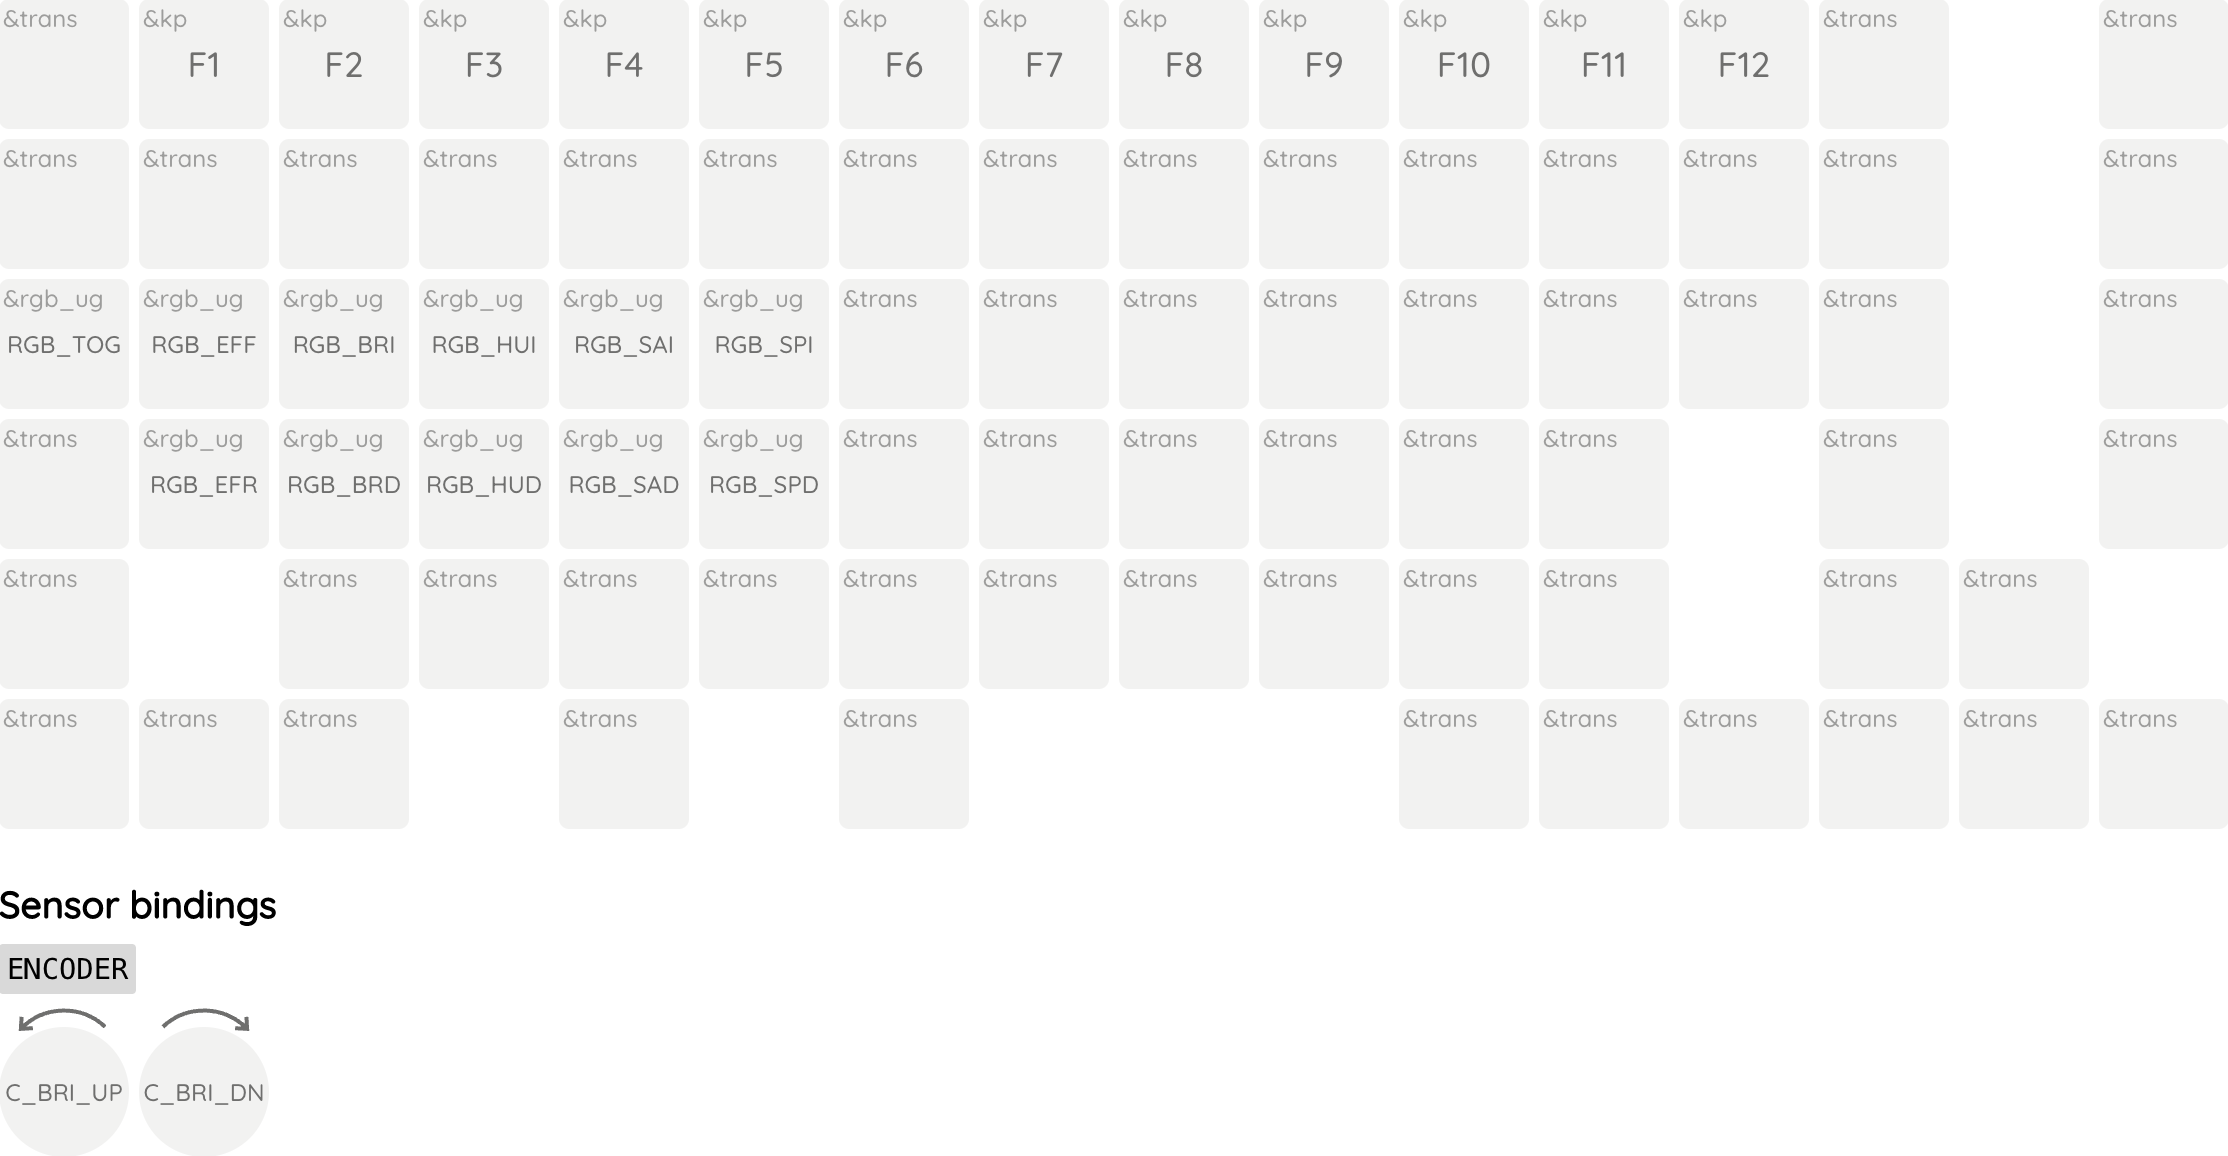 &trans &kp &kp &kp &kp &kp &kp &kp &kp &kp &kp &kp &kp &trans &trans
F1 F2 F3 F4 F5 F6 F7 F8 F9 F10 F11 F12
&trans &trans &trans &trans &trans &trans &trans &trans &trans &trans &trans &trans &trans &trans &trans
&rgb_ug &rgb_ug &rgb_ug &rgb_ug &rgb_ug &rgb_ug &trans &trans &trans &trans &trans &trans &trans &trans &trans
RGB_TOG RGB_EFF RGB_BRI RGB_HUI RGB_SAI RGB_SPI
&trans &rgb_ug &rgb_ug &rgb_ug &rgb_ug &rgb_ug &trans &trans &trans &trans &trans &trans &trans &trans
RGB_EFR RGB_BRD RGB_HUD RGB_SAD RGB_SPD
&trans &trans &trans &trans &trans &trans &trans &trans &trans &trans &trans &trans &trans
&trans &trans &trans &trans &trans &trans &trans &trans &trans &trans &trans
Sensor bindings
ENCODER
C_BRI_UP C_BRI_DN